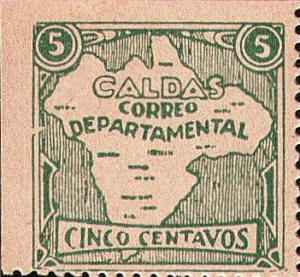 5 5
CALDAS
CORREO
DEPARTAMENTAL
CINCO CENTAVOS